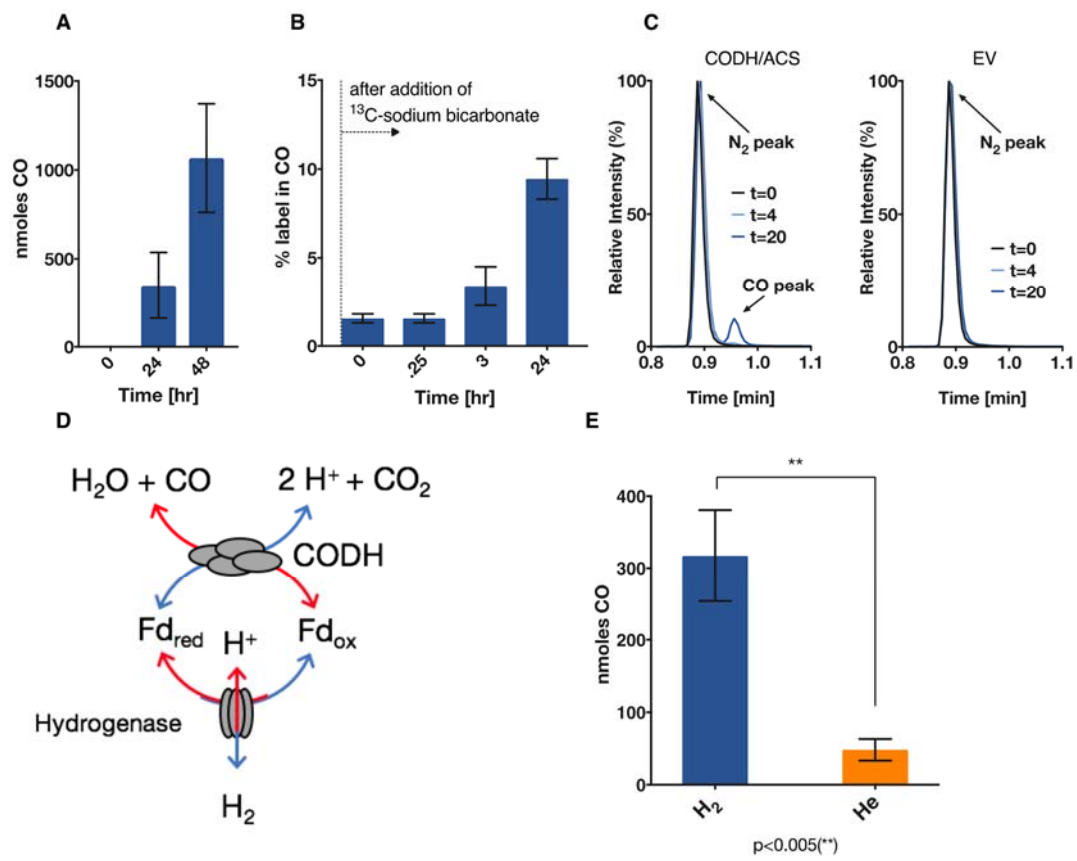 A
1500
1000
500
0
nmoles CO
0
24
48
Time [hr]
B
15
10
5
0
% label in CO
after addition of
¹³C-sodium bicarbonate
0
.25
3
24
Time [hr]
C
CODH/ACS
100
50
0
Relative Intensity (%)
N₂ peak
t=0
t=4
t=20
CO peak
0.8
0.9
1.0
1.1
Time [min]
EV
100
50
0
Relative Intensity (%)
N₂ peak
t=0
t=4
t=20
0.8
0.9
1.0
1.1
Time [min]
D
H₂O + CO
2 H⁺ + CO₂
CODH
Fd_red
H⁺
Fd_ox
Hydrogenase
H₂
E
**
400
300
200
100
0
nmoles CO
H₂
He
p<0.005(**)